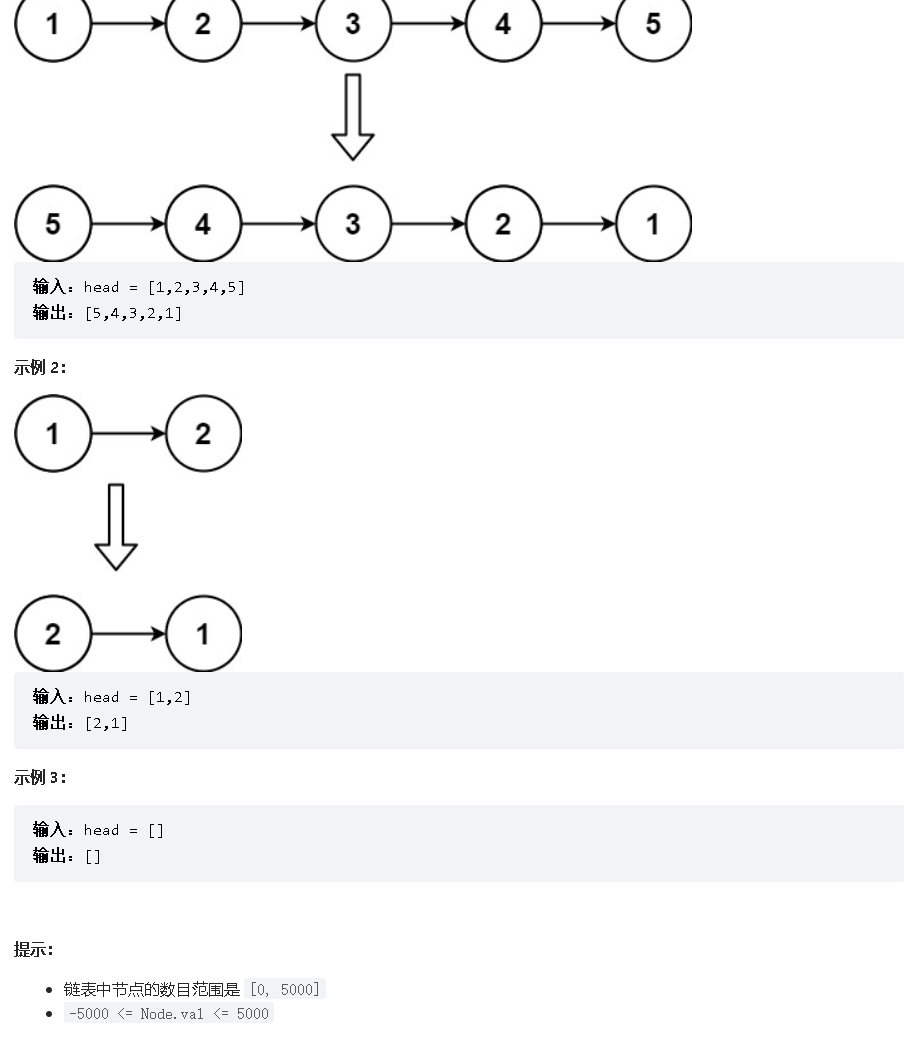 1 2 3 4 5
5 4 3 2 1
输入：head = [1,2,3,4,5]
输出：[5,4,3,2,1]
示例 2：
1 2
2 1
输入：head = [1,2]
输出：[2,1]
示例 3：
输入：head = []
输出：[]
提示：
链表中节点的数目范围是 [0, 5000]
-5000 <= Node.val <= 5000